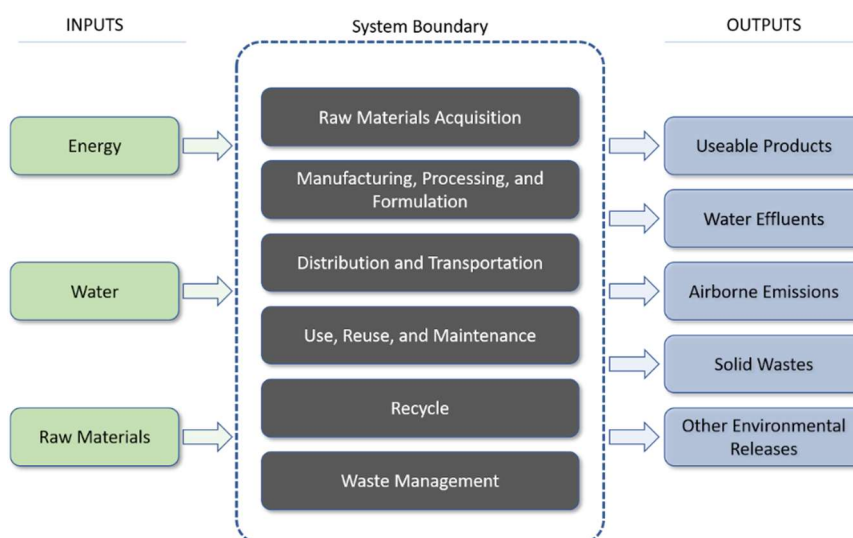 INPUTS
System Boundary
OUTPUTS
Energy
Water
Raw Materials
Raw Materials Acquisition
Manufacturing, Processing, and
Formulation
Distribution and Transportation
Use, Reuse, and Maintenance
Recycle
Waste Management
Useable Products
Water Effluents
Airborne Emissions
Solid Wastes
Other Environmental
Releases